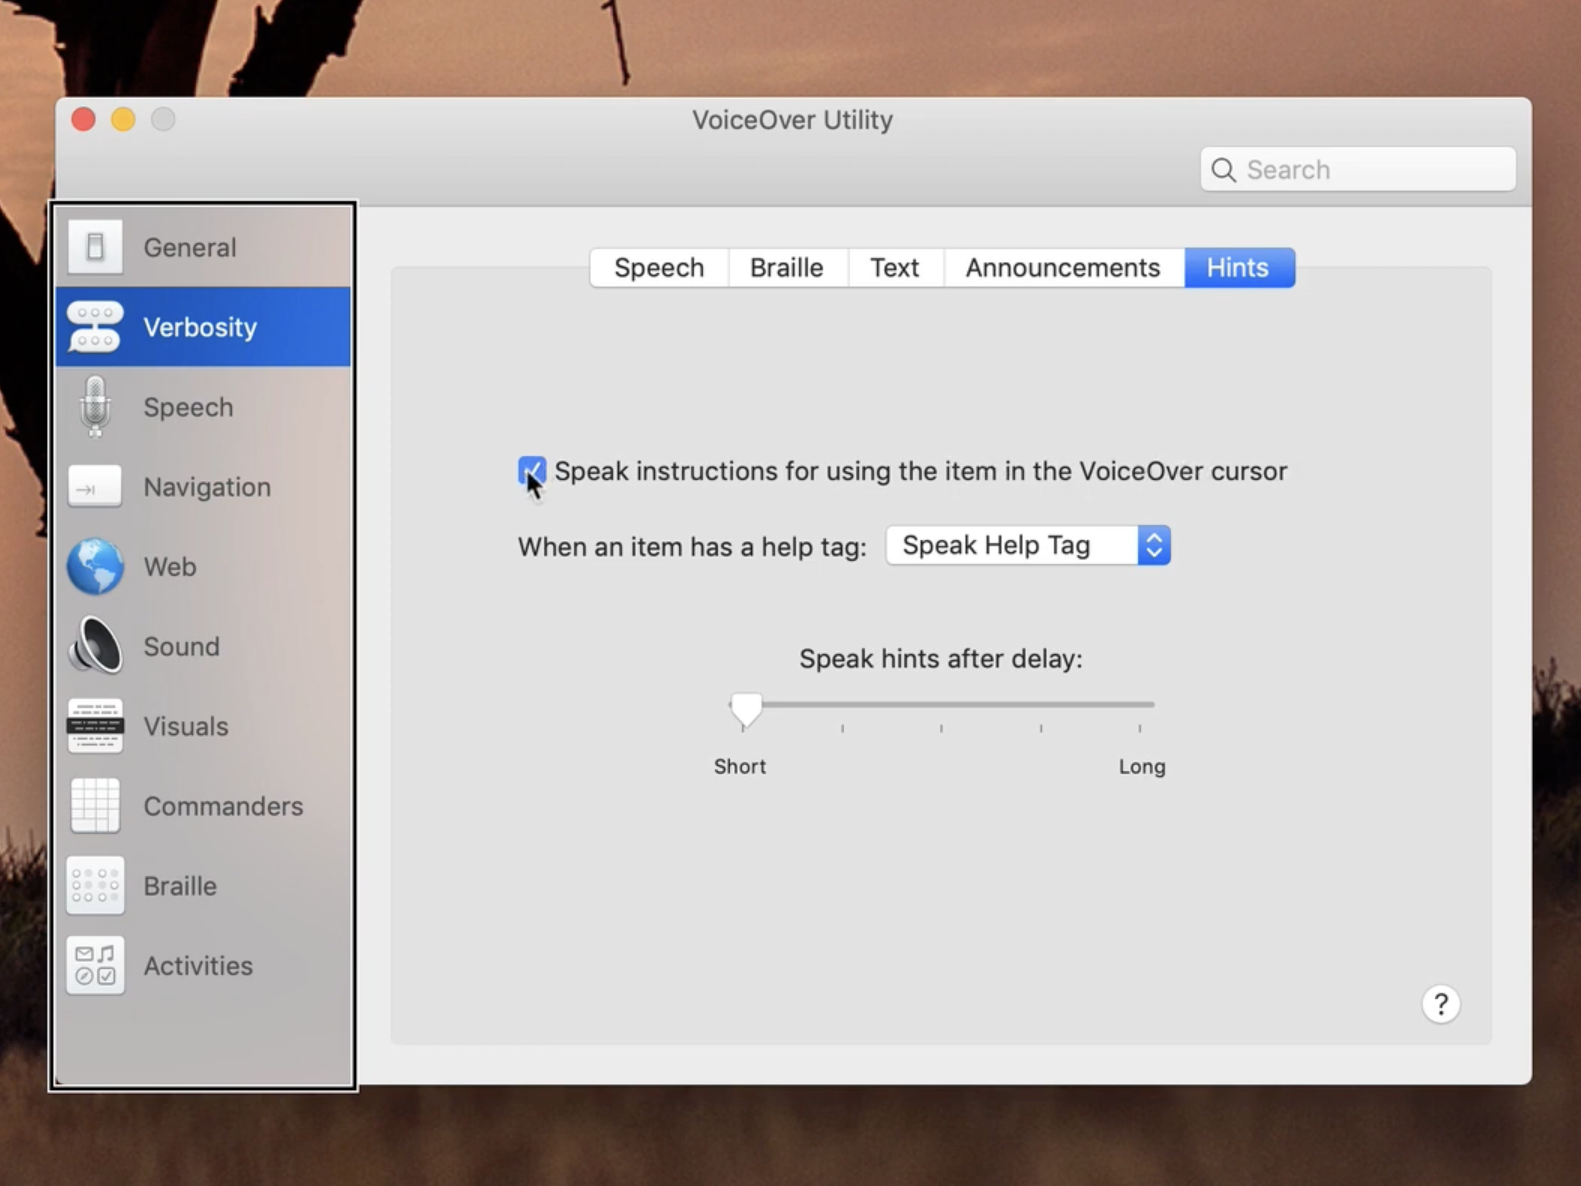 VoiceOver Utility
Search
General
Verbosity
Speech
Navigation
Web
Sound
Visuals
Commanders
Braille
Activities
Speech Braille Text Announcements Hints
Speak instructions for using the item in the VoiceOver cursor
When an item has a help tag: Speak Help Tag
Speak hints after delay:
Short Long
?